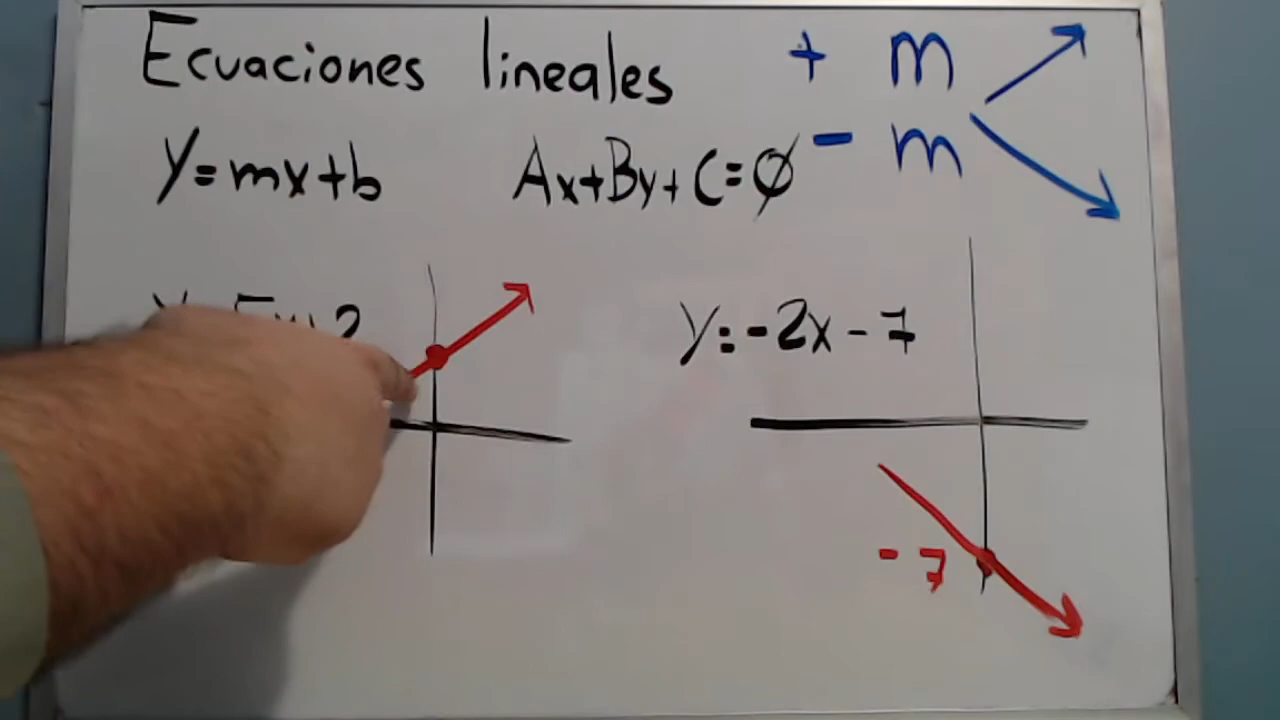 Ecuaciones lineales + m
y=mx+b Ax+By+C=0 - m
y=-2x-7
-7